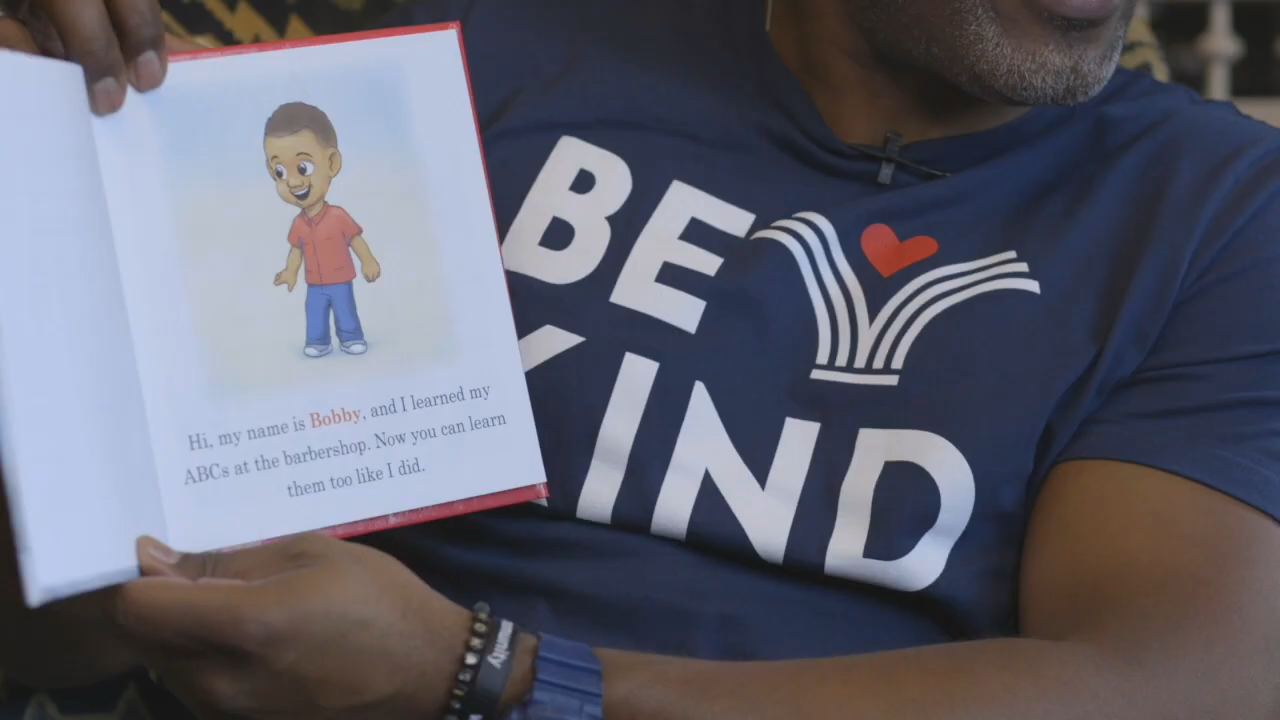 Hi, my name is Bobby, and I learned my
ABCs at the barbershop. Now you can learn
them too like I did.
BE
KIND
munity